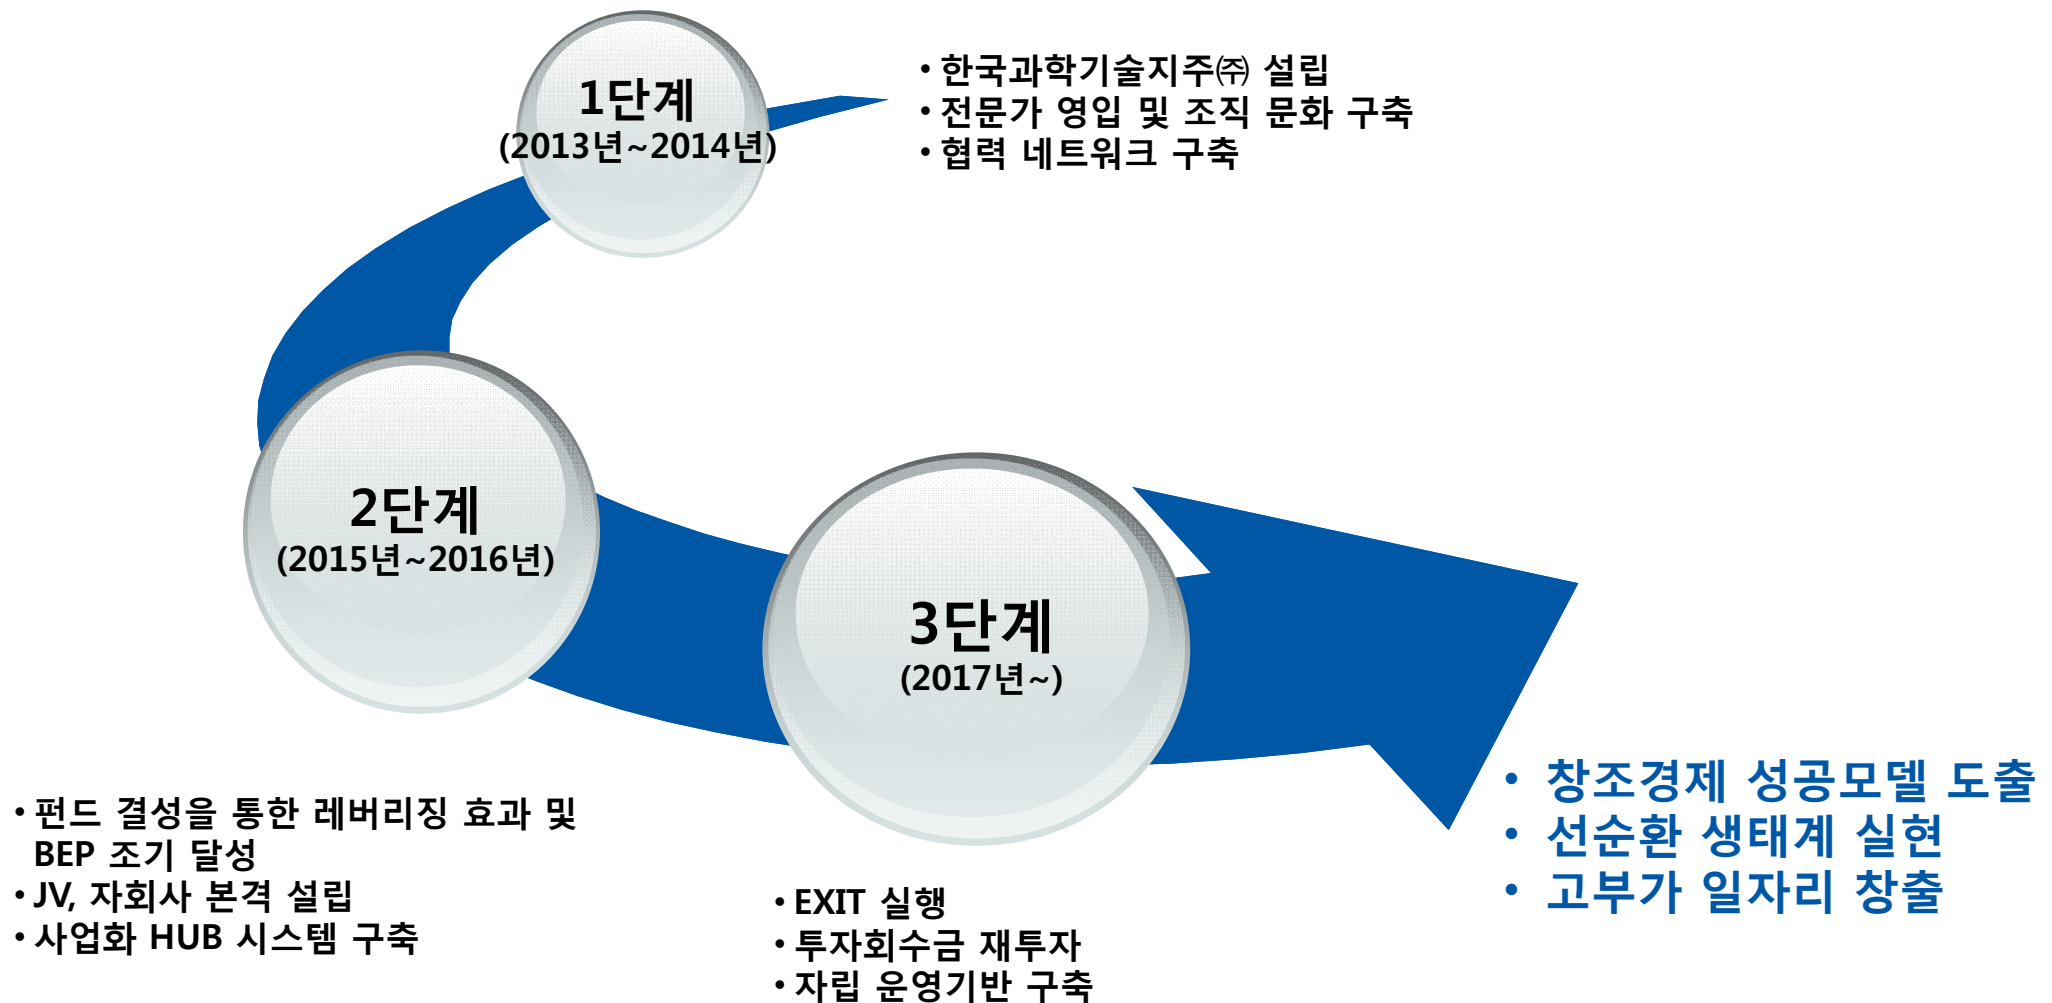 1단계
(2013년~2014년)
• 한국과학기술지주㈜ 설립
• 전문가 영입 및 조직 문화 구축
• 협력 네트워크 구축
2단계
(2015년~2016년)
• 펀드 결성을 통한 레버리징 효과 및
BEP 조기 달성
• JV, 자회사 본격 설립
• 사업화 HUB 시스템 구축
3단계
(2017년~)
• EXIT 실행
• 투자회수금 재투자
• 자립 운영기반 구축
• 창조경제 성공모델 도출
• 선순환 생태계 실현
• 고부가 일자리 창출